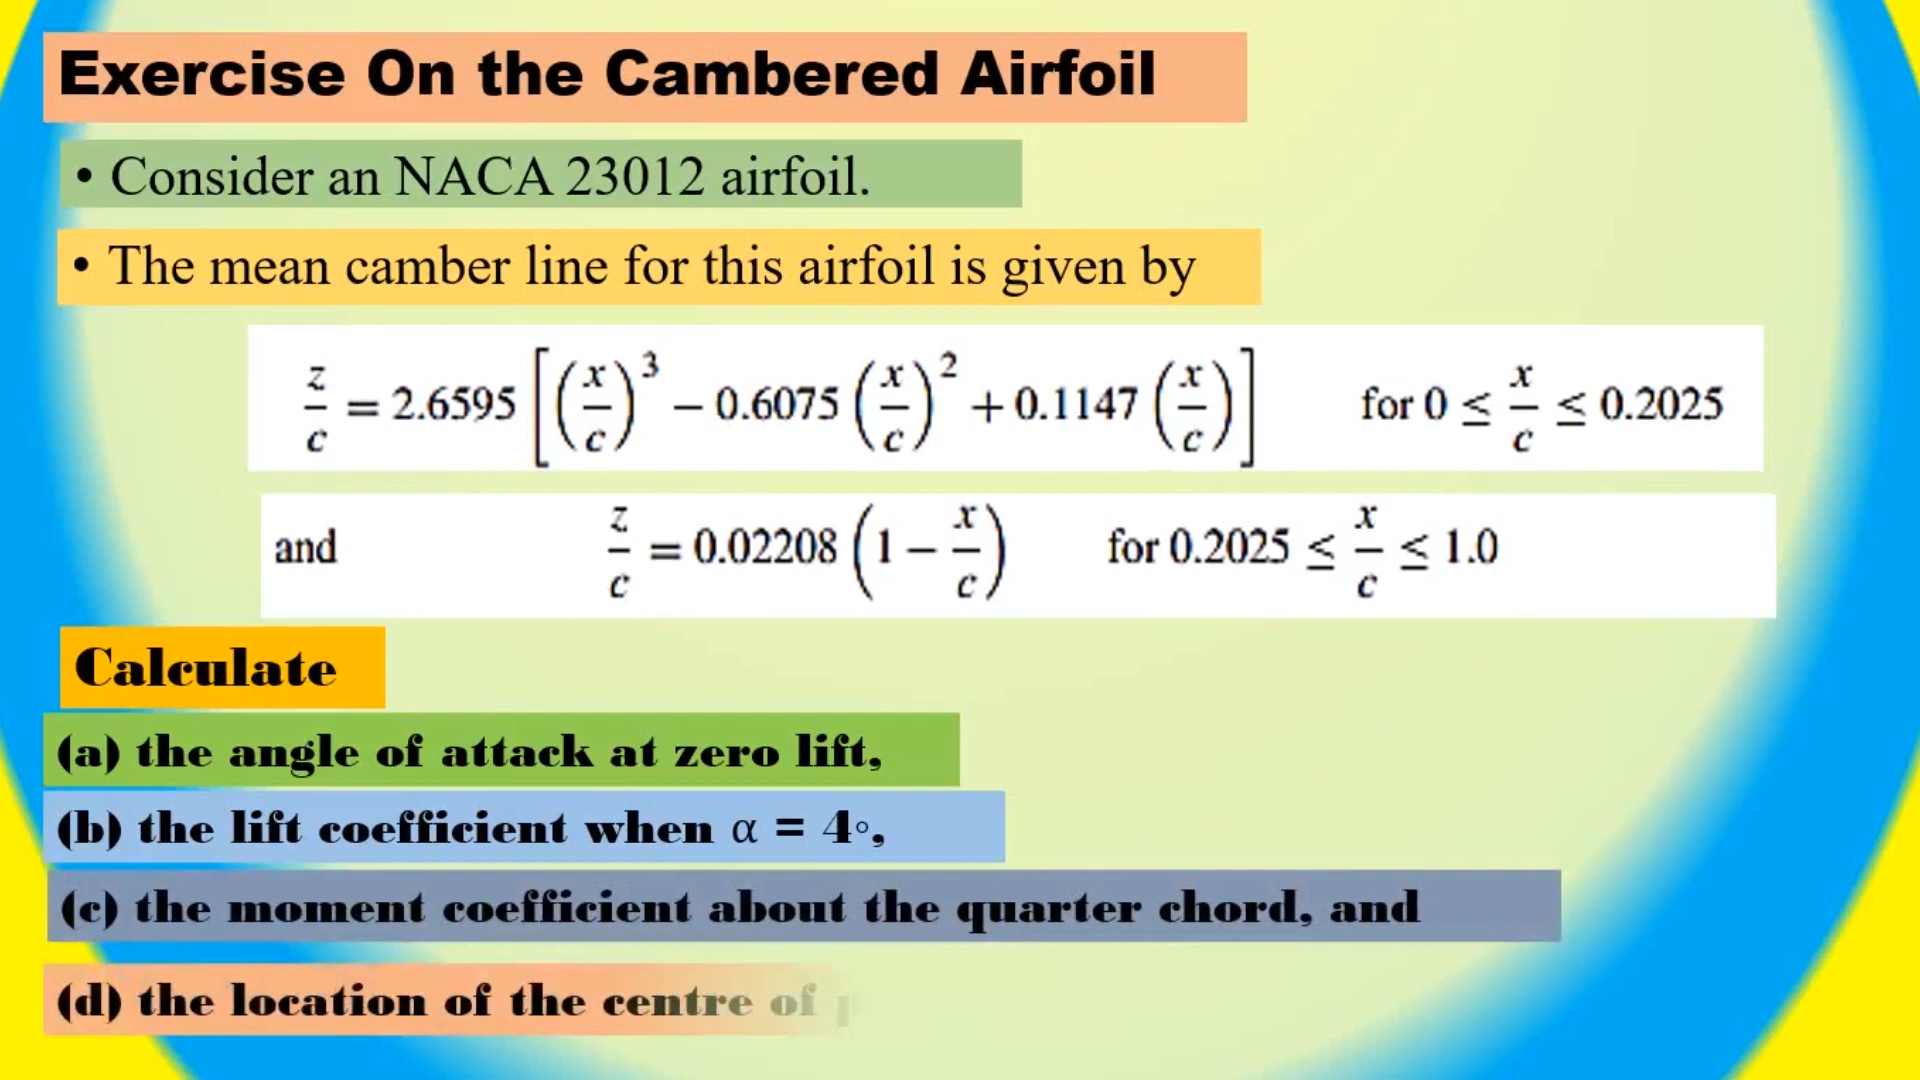 Exercise On the Cambered Airfoil
• Consider an NACA 23012 airfoil.
• The mean camber line for this airfoil is given by
z/c = 2.6595 [(x/c)^3 − 0.6075 (x/c)^2 + 0.1147 (x/c)] for 0 ≤ x/c ≤ 0.2025
and z/c = 0.02208 (1 − x/c) for 0.2025 ≤ x/c ≤ 1.0
Calculate
(a) the angle of attack at zero lift,
(b) the lift coefficient when α = 4◦,
(c) the moment coefficient about the quarter chord, and
(d) the location of the centre of